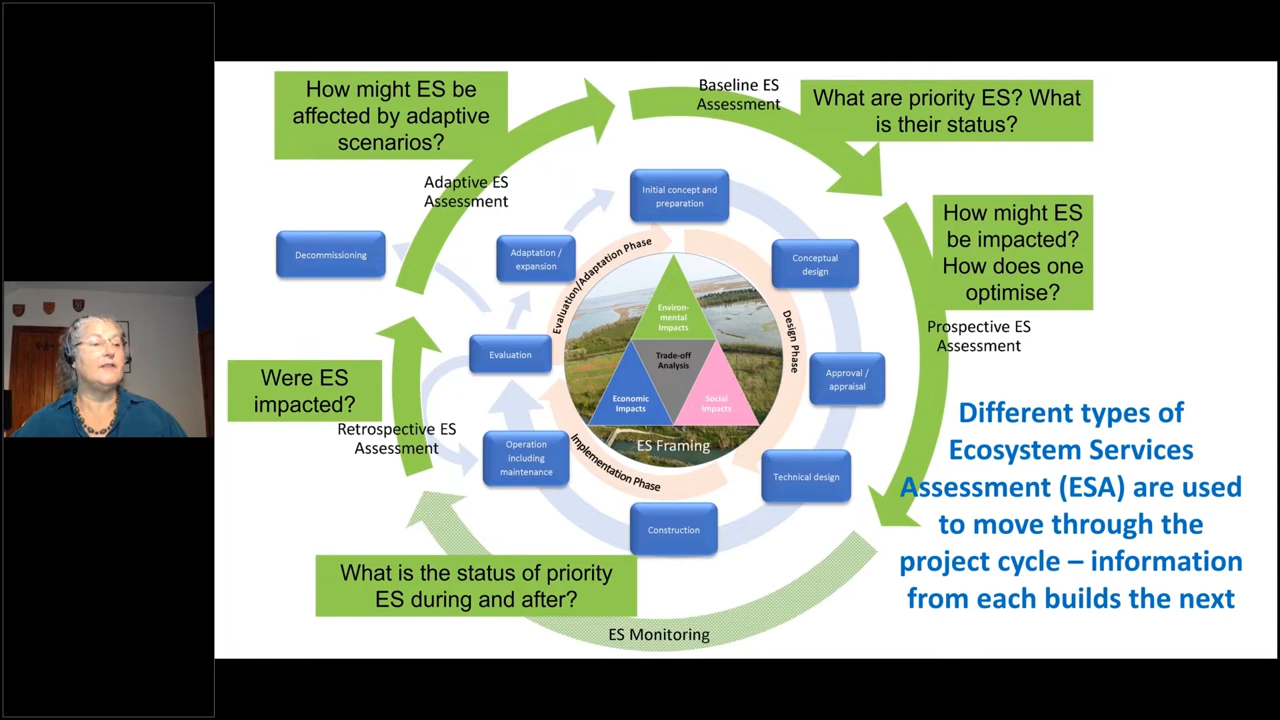 How might ES be
affected by adaptive
scenarios?
Baseline ES
Assessment
What are priority ES? What
is their status?
Adaptive ES
Assessment
Initial concept and
preparation
How might ES
be impacted?
How does one
optimise?
Decommissioning
Adaptation /
expansion
Evaluation/Adaptation Phase
Conceptual
design
Environ-
mental
Impacts
Design Phase
Prospective ES
Assessment
Evaluation
Trade-off
Analysis
Approval /
appraisal
Were ES
impacted?
Economic
Impacts
Social
Impacts
Different types of
Ecosystem Services
Assessment (ESA) are used
to move through the
project cycle – information
from each builds the next
Retrospective ES
Assessment
Operation
including
maintenance
ES Framing
Implementation Phase
Technical design
Construction
What is the status of priority
ES during and after?
ES Monitoring